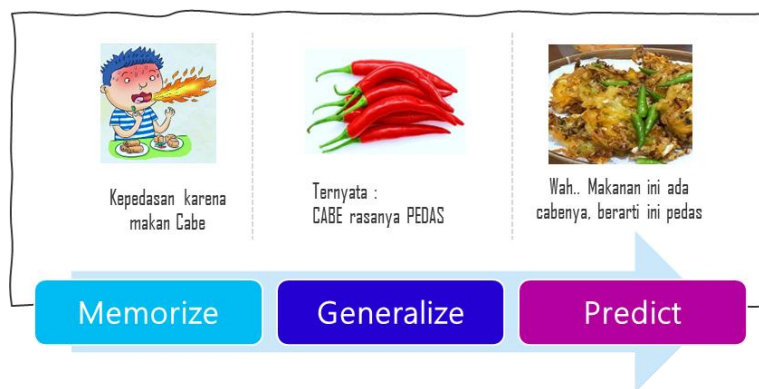 Kepedasan karena
makan Cabe
Ternyata :
CABE rasanya PEDAS
Wah.. Makanan ini ada
cabenya, berarti ini pedas
Memorize
Generalize
Predict